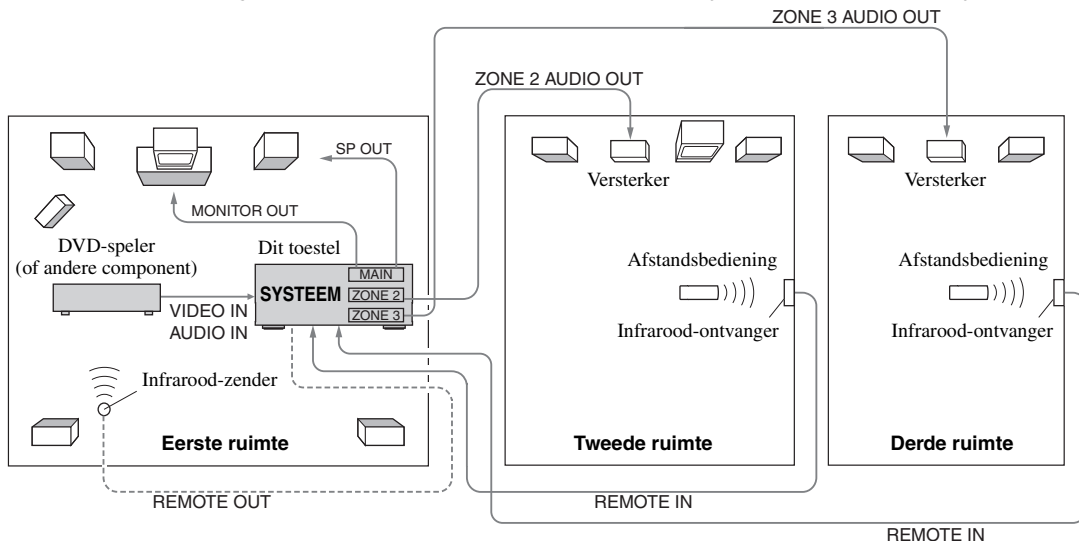 ZONE 3 AUDIO OUT
ZONE 2 AUDIO OUT
SP OUT
MONITOR OUT
DVD-speler
(of andere component)
Dit toestel
SYSTEEM
MAIN
ZONE 2
ZONE 3
VIDEO IN
AUDIO IN
Infrarood-zender
Eerste ruimte
REMOTE OUT
Versterker
Afstandsbediening
Infrarood-ontvanger
Tweede ruimte
REMOTE IN
Versterker
Afstandsbediening
Infrarood-ontvanger
Derde ruimte
REMOTE IN